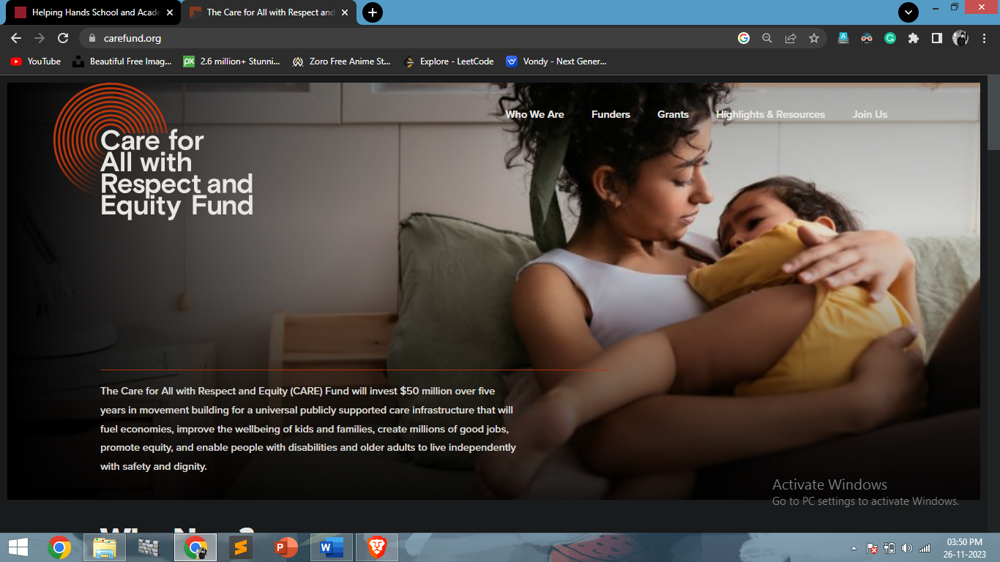 Helping Hands School and Acade
The Care for All with Respect and
carefund.org
YouTube
Beautiful Free Imag...
2.6 million+ Stunni...
Zoro Free Anime St...
Explore - LeetCode
Vondy - Next Gener...
Who We Are
Funders
Grants
Highlights & Resources
Join Us
Care for
All with
Respect and
Equity Fund
The Care for All with Respect and Equity (CARE) Fund will invest $50 million over five
years in movement building for a universal publicly supported care infrastructure that will
fuel economies, improve the wellbeing of kids and families, create millions of good jobs,
promote equity, and enable people with disabilities and older adults to live independently
with safety and dignity.
Activate Windows
Go to PC settings to activate Windows.
Why Now?
03:50 PM
26-11-2023